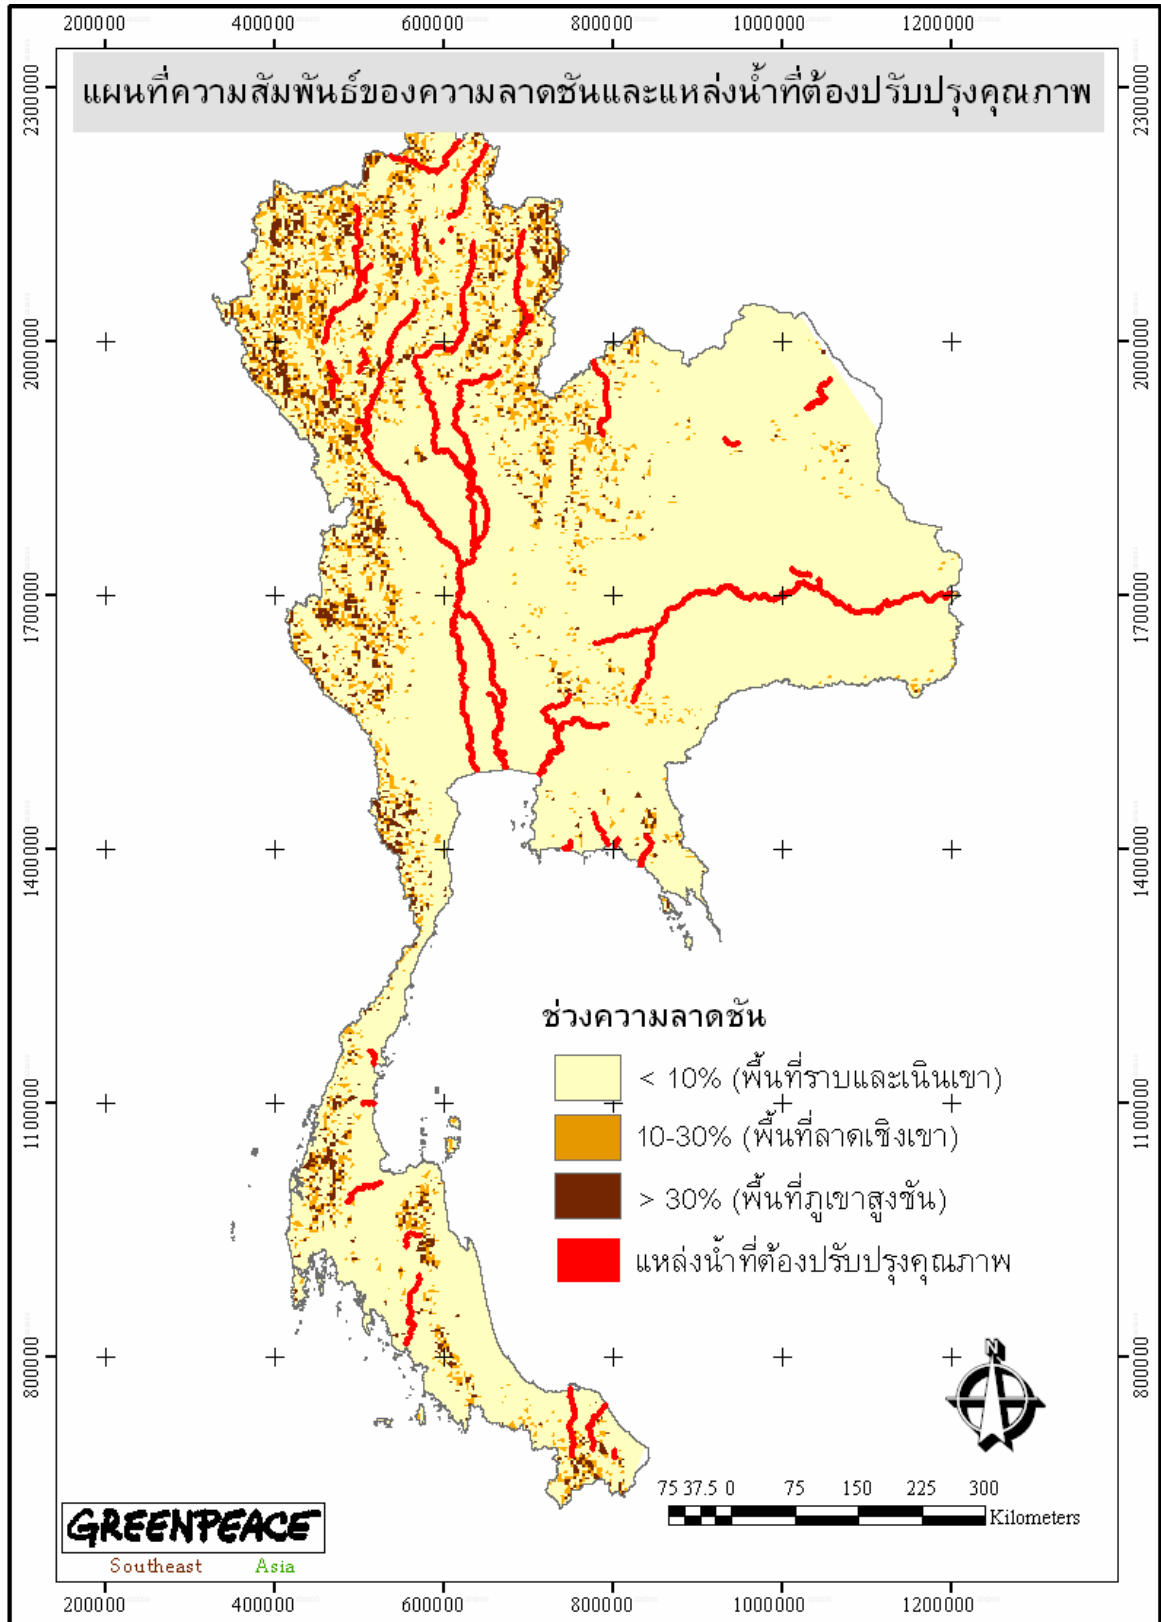 200000 400000 600000 800000 1000000 1200000
แผนที่ความสัมพันธ์ของความลาดชันและแหล่งน้ำที่ต้องปรับปรุงคุณภาพ
2300000 2300000
2000000 2000000
1700000 1700000
1400000 1400000
ช่วงความลาดชัน
< 10% (พื้นที่ราบและเนินเขา)
1100000 1100000
10-30% (พื้นที่ลาดเชิงเขา)
> 30% (พื้นที่ภูเขาสูงชัน)
แหล่งน้ำที่ต้องปรับปรุงคุณภาพ
800000 800000
N
75 37.5 0 75 150 225 300
Kilometers
GREENPEACE
Southeast Asia
200000 400000 600000 800000 1000000 1200000